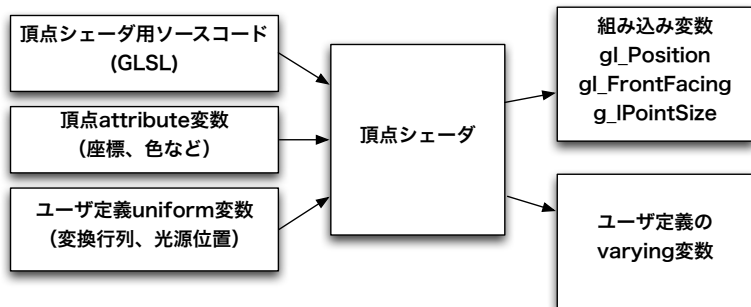 頂点シェーダ用ソースコード
(GLSL)
頂点attribute変数
(座標、色など)
ユーザ定義uniform変数
(変換行列、光源位置)
頂点シェーダ
組み込み変数
gl_Position
gl_FrontFacing
g_lPointSize
ユーザ定義の
varying変数